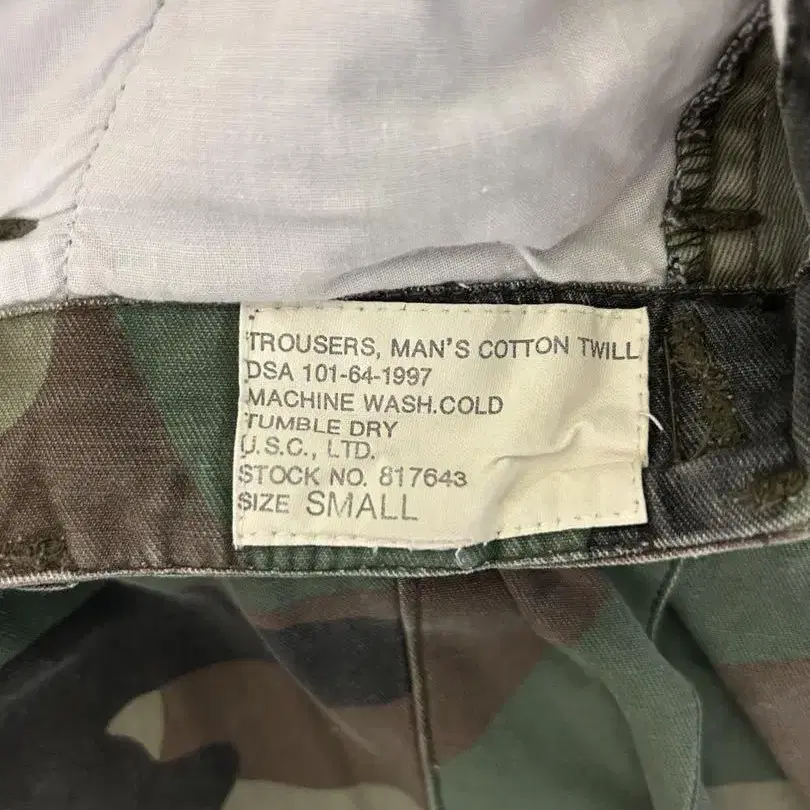 TROUSERS, MAN'S COTTON TWILL
DSA 101-64-1997
MACHINE WASH.COLD
TUMBLE DRY
U.S.C., LTD.
STOCK NO. 817643
SIZE SMALL